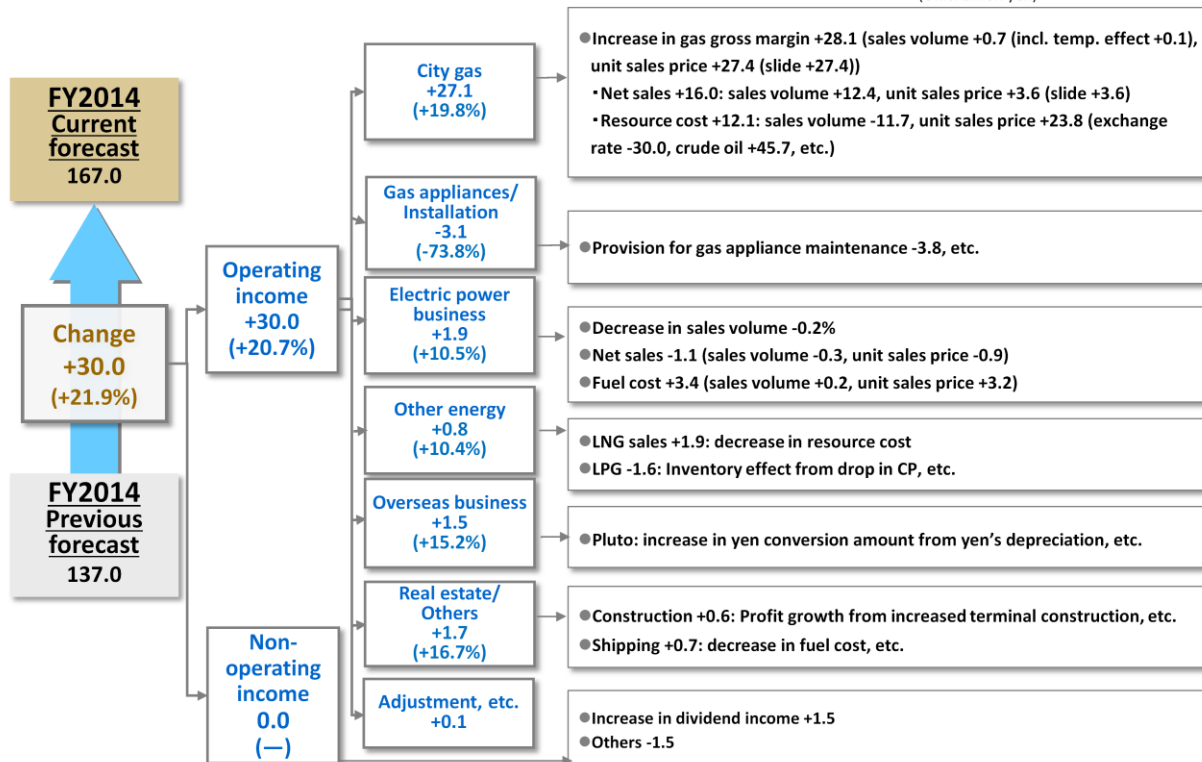 FY2014
Current
forecast
167.0
Change
+30.0
(+21.9%)
FY2014
Previous
forecast
137.0
Operating
income
+30.0
(+20.7%)
Non-
operating
income
0.0
(—)
City gas
+27.1
(+19.8%)
Gas appliances/
Installation
-3.1
(-73.8%)
Electric power
business
+1.9
(+10.5%)
Other energy
+0.8
(+10.4%)
Overseas business
+1.5
(+15.2%)
Real estate/
Others
+1.7
(+16.7%)
Adjustment, etc.
+0.1
●Increase in gas gross margin +28.1 (sales volume +0.7 (incl. temp. effect +0.1),
unit sales price +27.4 (slide +27.4))
・Net sales +16.0: sales volume +12.4, unit sales price +3.6 (slide +3.6)
・Resource cost +12.1: sales volume -11.7, unit sales price +23.8 (exchange
rate -30.0, crude oil +45.7, etc.)
●Provision for gas appliance maintenance -3.8, etc.
●Decrease in sales volume -0.2%
●Net sales -1.1 (sales volume -0.3, unit sales price -0.9)
●Fuel cost +3.4 (sales volume +0.2, unit sales price +3.2)
●LNG sales +1.9: decrease in resource cost
●LPG -1.6: Inventory effect from drop in CP, etc.
●Pluto: increase in yen conversion amount from yen's depreciation, etc.
●Construction +0.6: Profit growth from increased terminal construction, etc.
●Shipping +0.7: decrease in fuel cost, etc.
●Increase in dividend income +1.5
●Others -1.5